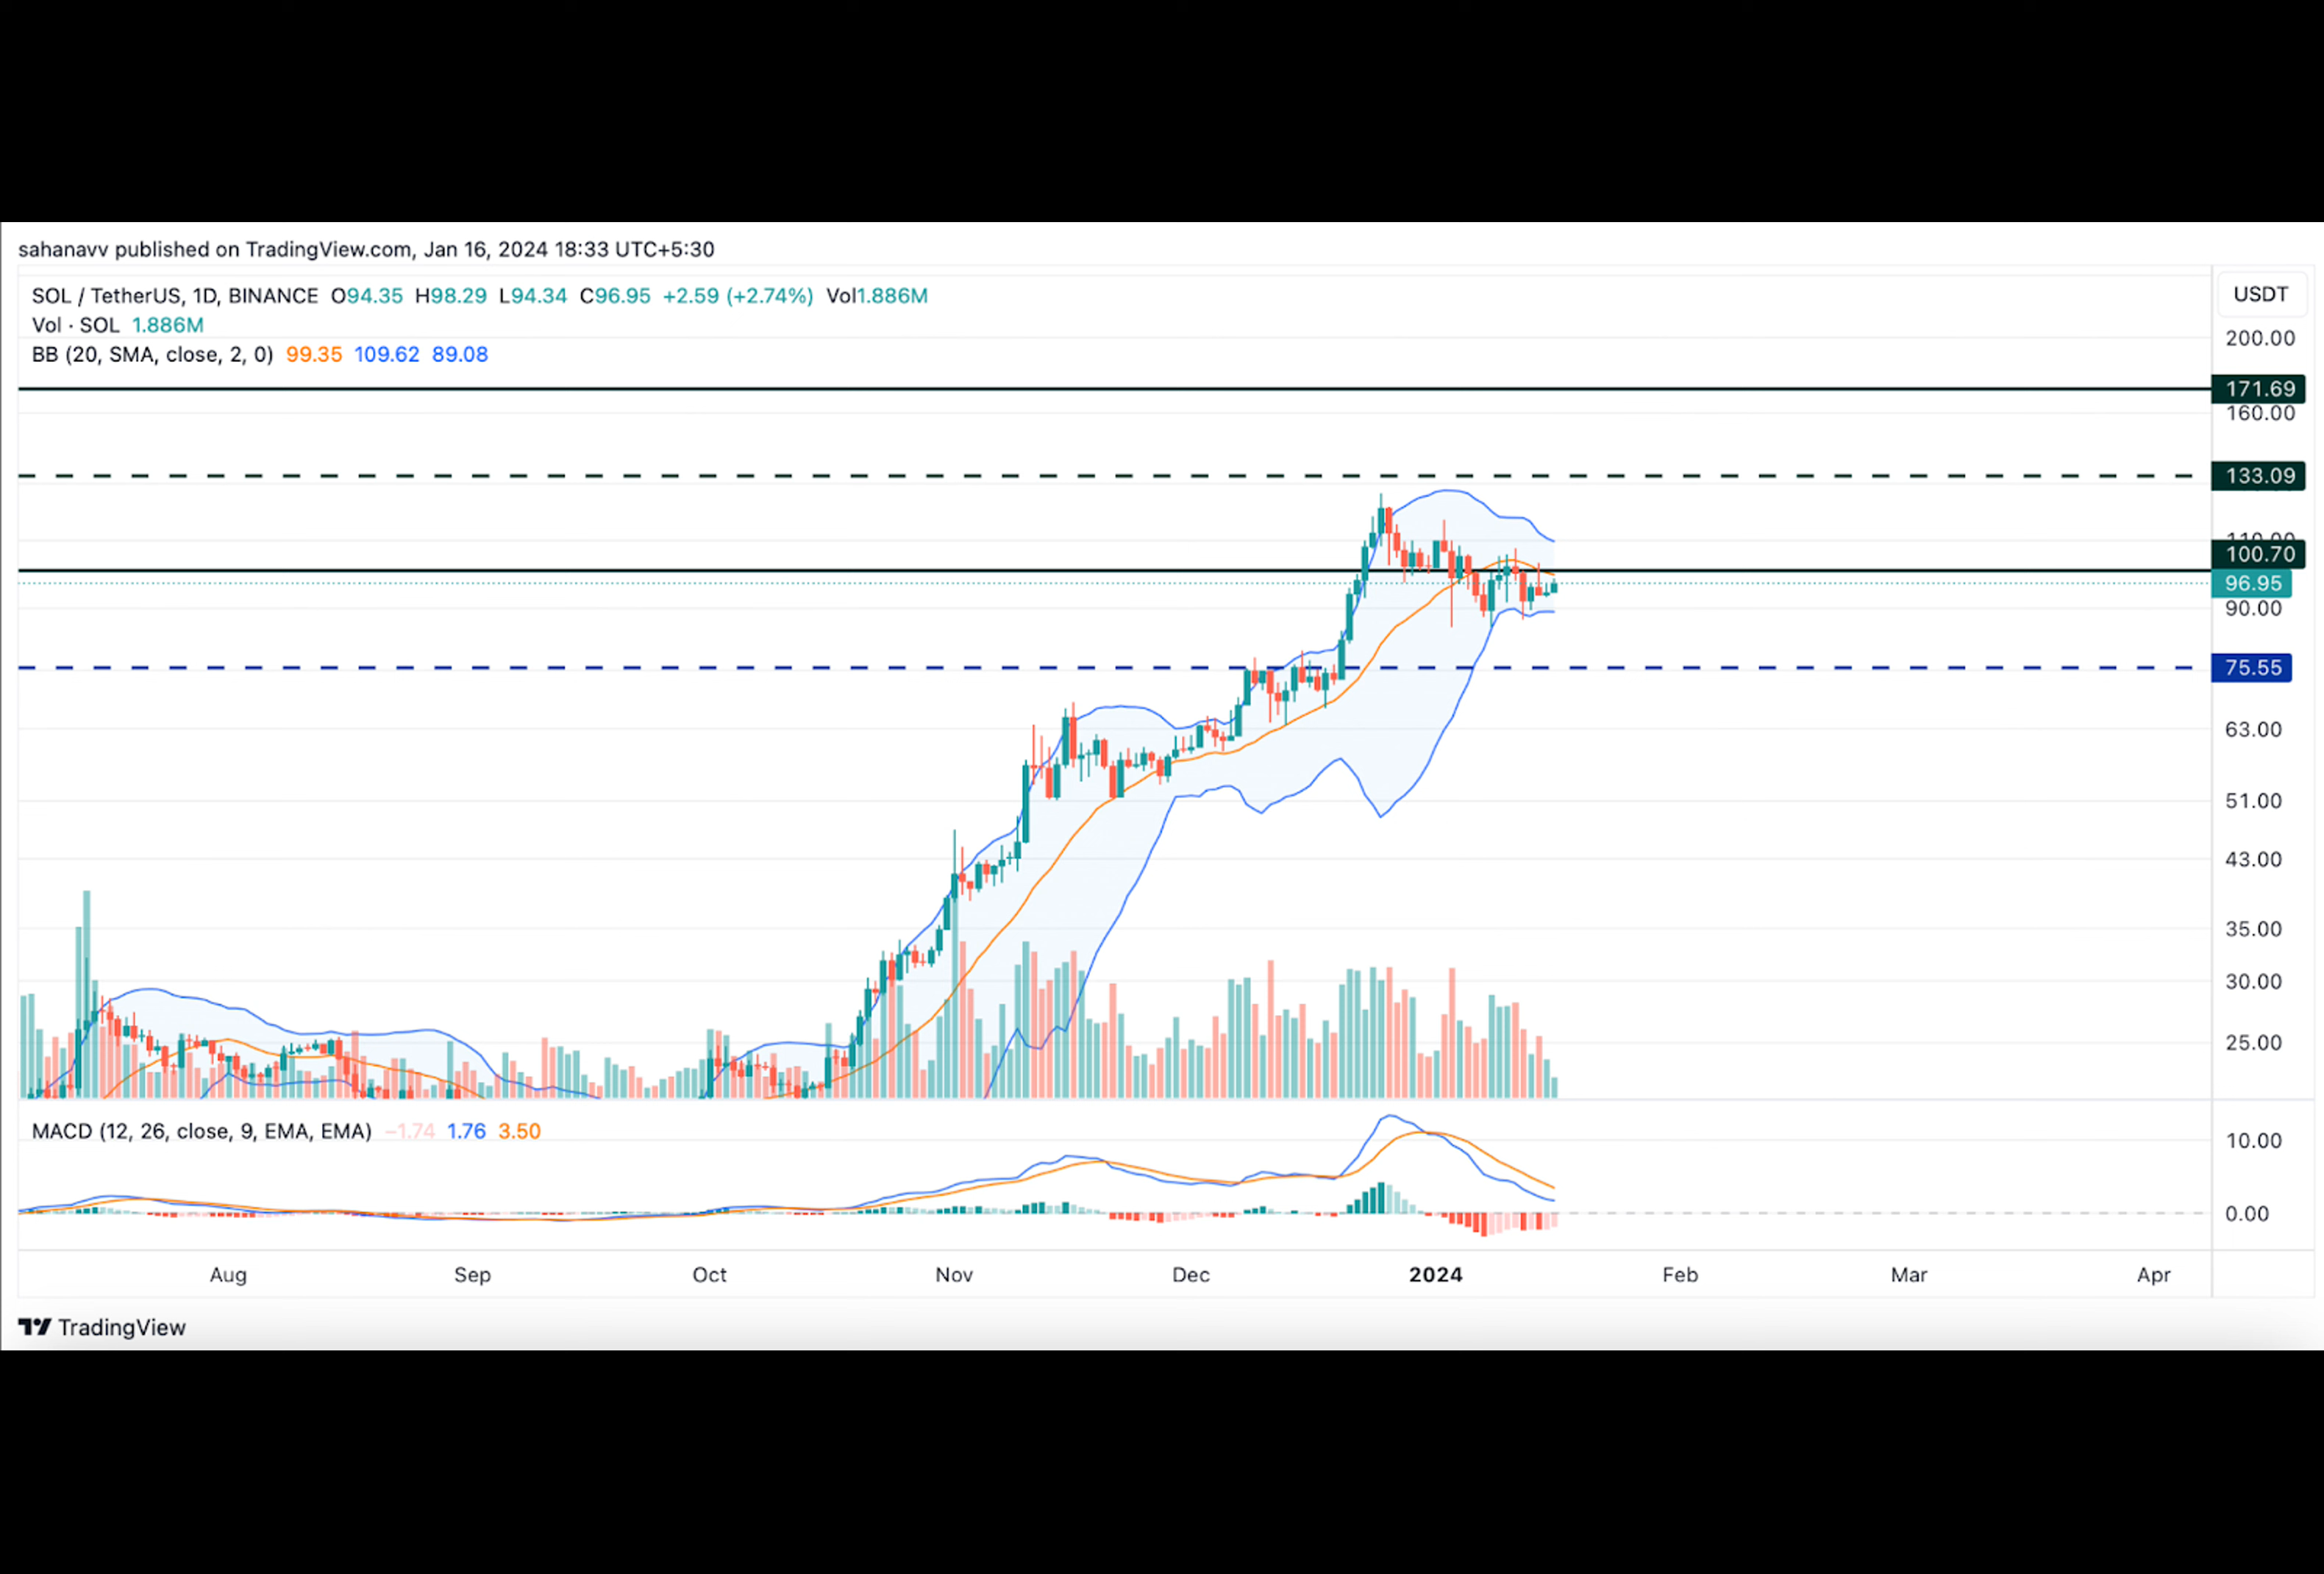 sahanavv published on TradingView.com, Jan 16, 2024 18:33 UTC+5:30
SOL / TetherUS, 1D, BINANCE O94.35 H98.29 L94.34 C96.95 +2.59 (+2.74%) Vol1.886M
Vol · SOL 1.886M
BB (20, SMA, close, 2, 0) 99.35 109.62 89.08
USDT
200.00
171.69
160.00
133.09
110.00
100.70
96.95
90.00
75.55
63.00
51.00
43.00
35.00
30.00
25.00
MACD (12, 26, close, 9, EMA, EMA) −1.74 1.76 3.50
10.00
0.00
Aug Sep Oct Nov Dec 2024 Feb Mar Apr
TradingView